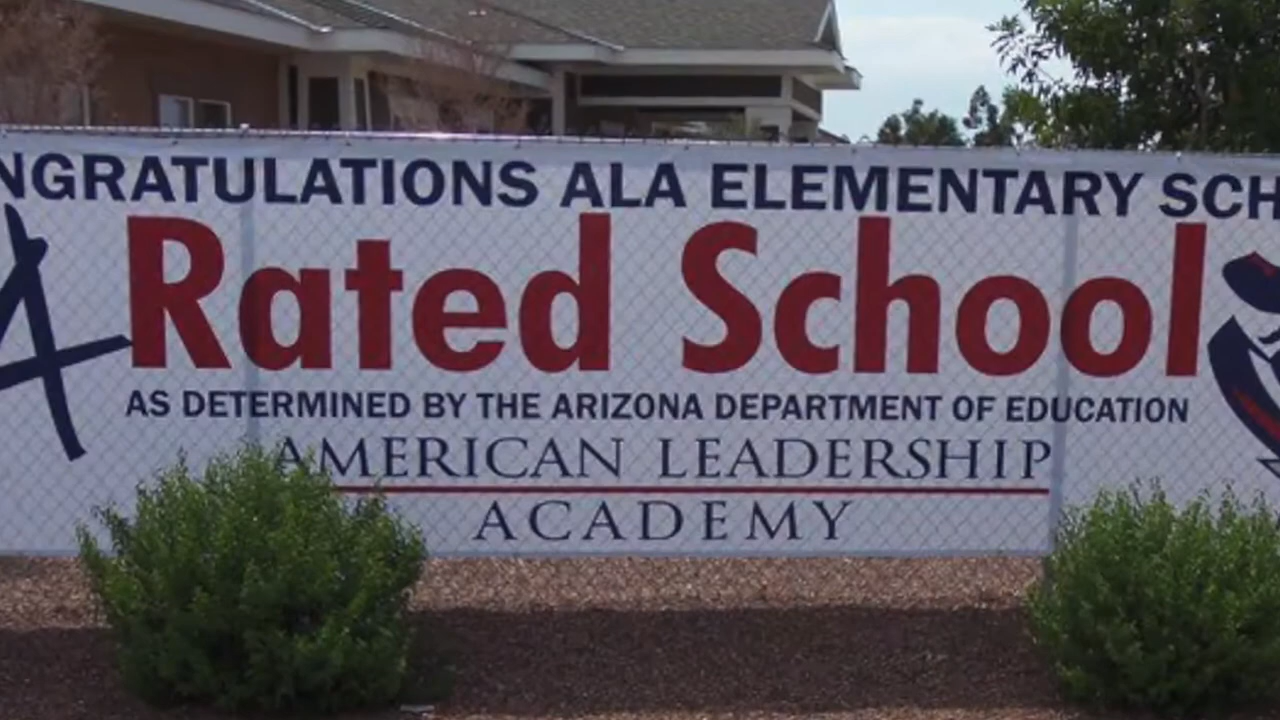 NGRATULATIONS ALA ELEMENTARY SCH
A Rated School
AS DETERMINED BY THE ARIZONA DEPARTMENT OF EDUCATION
AMERICAN LEADERSHIP
ACADEMY